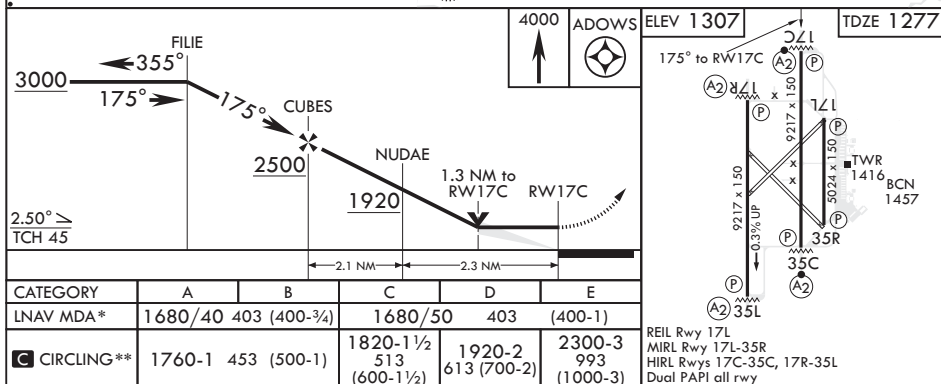 4000
ADOWS
FILIE
355°
3000
175°
175°
CUBES
2500
NUDAE
1920
1.3 NM to
RW17C
RW17C
2.50°
TCH 45
2.1 NM
2.3 NM
CATEGORY A B C D E
LNAV MDA* 1680/40 403 (400-¾) 1680/50 403 (400-1)
C CIRCLING** 1760-1 453 (500-1) 1820-1½ 513 (600-1½) 1920-2 613 (700-2) 2300-3 993 (1000-3)
ELEV 1307
TDZE 1277
175° to RW17C
17C
A2
P
A2
17R
P
17L
P
9217 x 150
9217 x 150
5024 x 150
x
x
x
TWR
1416
BCN
1457
0.3% UP
P
35R
P
35C
A2
P
A2
35L
REIL Rwy 17L
MIRL Rwy 17L-35R
HIRL Rwys 17C-35C, 17R-35L
Dual PAPI all rwy